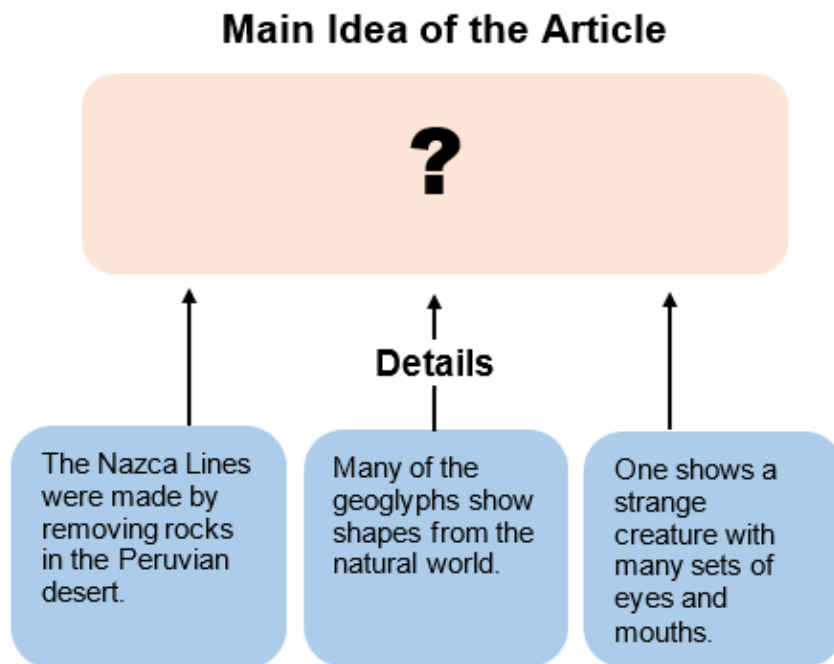 Main Idea of the Article
?
Details
The Nazca Lines
were made by
removing rocks
in the Peruvian
desert.
Many of the
geoglyphs show
shapes from the
natural world.
One shows a
strange
creature with
many sets of
eyes and
mouths.